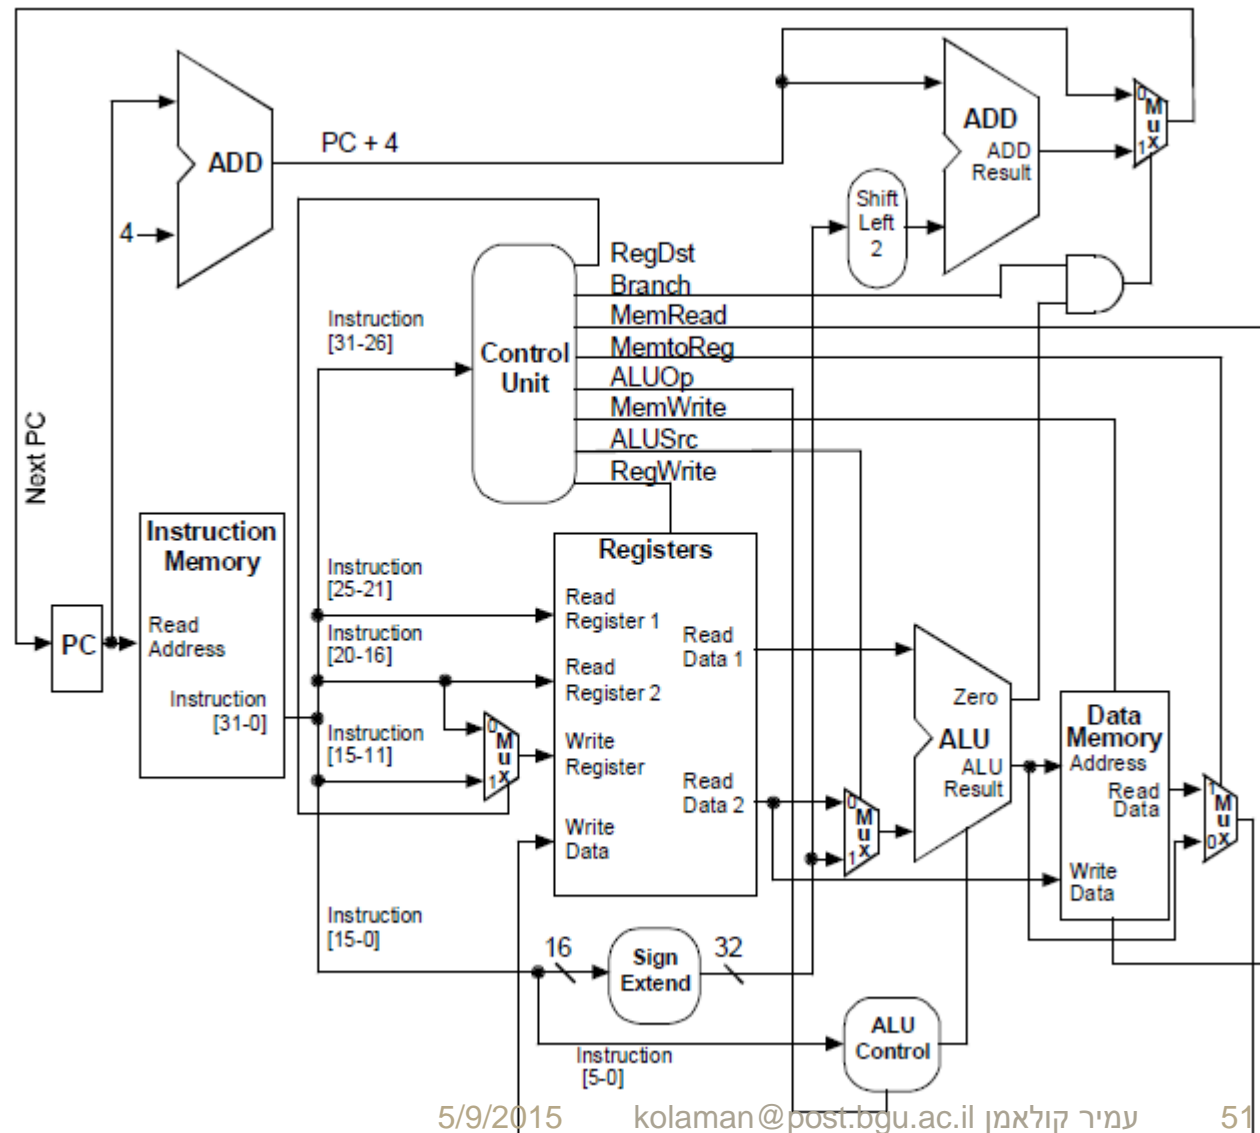 ADD
PC + 4
4
ADD
ADD
Result
0
M
u
x
1
Shift
Left
2
RegDst
Branch
MemRead
MemtoReg
ALUOp
MemWrite
ALUSrc
RegWrite
Control
Unit
Instruction
[31-26]
Next PC
Instruction
Memory
Read
Address
Instruction
[31-0]
PC
Instruction
[25-21]
Instruction
[20-16]
Instruction
[15-11]
0
M
u
x
1
Registers
Read
Register 1
Read
Register 2
Write
Register
Write
Data
Read
Data 1
Read
Data 2
0
M
u
x
1
Zero
ALU
ALU
Result
Data
Memory
Address
Read
Data
Write
Data
1
M
u
x
0
Instruction
[15-0]
16
Sign
Extend
32
ALU
Control
Instruction
[5-0]
5/9/2015
עמיר קולאמן kolaman@post.bgu.ac.il
51